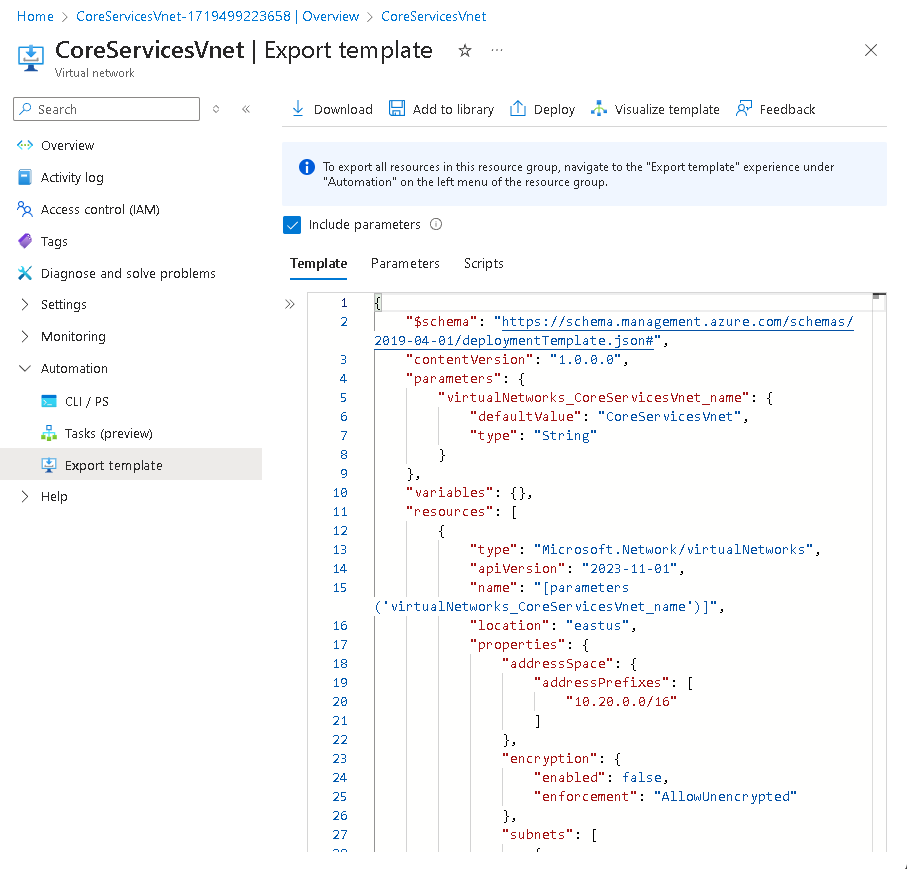 Home > CoreServicesVnet-1719499223658 | Overview > CoreServicesVnet
CoreServicesVnet | Export template
Virtual network
Search
Download
Add to library
Deploy
Visualize template
Feedback
Overview
Activity log
Access control (IAM)
Tags
Diagnose and solve problems
Settings
Monitoring
Automation
CLI / PS
Tasks (preview)
Export template
Help
To export all resources in this resource group, navigate to the "Export template" experience under
"Automation" on the left menu of the resource group.
Include parameters
Template Parameters Scripts
1 {
2 "$schema": "https://schema.management.azure.com/schemas/
2019-04-01/deploymentTemplate.json#",
3 "contentVersion": "1.0.0.0",
4 "parameters": {
5 "virtualNetworks_CoreServicesVnet_name": {
6 "defaultValue": "CoreServicesVnet",
7 "type": "String"
8 }
9 },
10 "variables": {},
11 "resources": [
12 {
13 "type": "Microsoft.Network/virtualNetworks",
14 "apiVersion": "2023-11-01",
15 "name": "[parameters
('virtualNetworks_CoreServicesVnet_name')]",
16 "location": "eastus",
17 "properties": {
18 "addressSpace": {
19 "addressPrefixes": [
20 "10.20.0.0/16"
21 ]
22 },
23 "encryption": {
24 "enabled": false,
25 "enforcement": "AllowUnencrypted"
26 },
27 "subnets": [